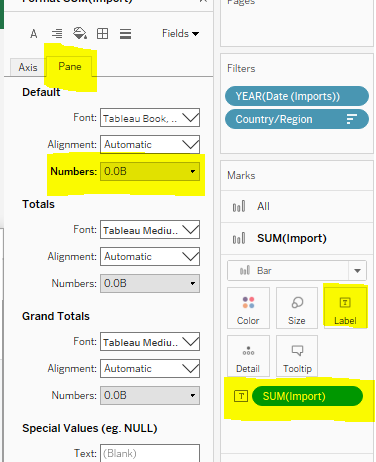 Format SUM(Import)
Fields
Axis
Pane
Default
Font: Tableau Book, ..
Alignment: Automatic
Numbers: 0.0B
Totals
Font: Tableau Mediu..
Alignment: Automatic
Numbers: 0.0B
Grand Totals
Font: Tableau Mediu..
Alignment: Automatic
Numbers: 0.0B
Special Values (eg. NULL)
Text: (Blank)
Pages
Filters
YEAR(Date (Imports))
Country/Region
Marks
All
SUM(Import)
Bar
Color
Size
Label
Detail
Tooltip
SUM(Import)